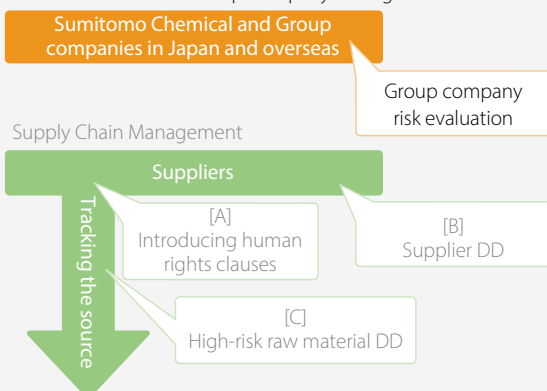 Sumitomo Chemical and Group
companies in Japan and overseas
Group company
risk evaluation
Supply Chain Management
Suppliers
Tracking the source
[A]
Introducing human
rights clauses
[B]
Supplier DD
[C]
High-risk raw material DD